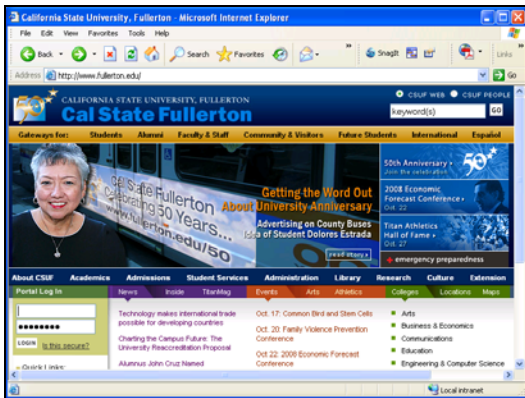 California State University, Fullerton - Microsoft Internet Explorer
File Edit View Favorites Tools Help
Back Search Favorites SnagIt Links
Address http://www.fullerton.edu/ Go
CSUF WEB CSUF PEOPLE
CALIFORNIA STATE UNIVERSITY, FULLERTON
Cal State Fullerton
keyword(s) GO
Gateways for: Students Alumni Faculty & Staff Community & Visitors Future Students International Español
Cal State Fullerton
Celebrating 50 Years...
www.fullerton.edu/50
Getting the Word Out
About University Anniversary
Advertising on County Buses
Idea of Student Dolores Estrada
read story
50th Anniversary
Join the celebration
2008 Economic
Forecast Conference
Oct. 22
Titan Athletics
Hall of Fame
Oct. 27
+ emergency preparedness
About CSUF Academics Admissions Student Services Administration Library Research Culture Extension
Portal Log In News Inside TitanMag Events Arts Athletics Colleges Locations Maps
LOGIN Is this secure?
Quick Links:
Technology makes international trade
possible for developing countries
Charting the Campus Future: The
University Reaccreditation Proposal
Alumnus John Cruz Named
Oct. 17: Common Bird and Stem Cells
Oct. 20: Family Violence Prevention
Conference
Oct 22: 2008 Economic Forecast
Conference
Arts
Business & Economics
Communications
Education
Engineering & Computer Science
Local intranet